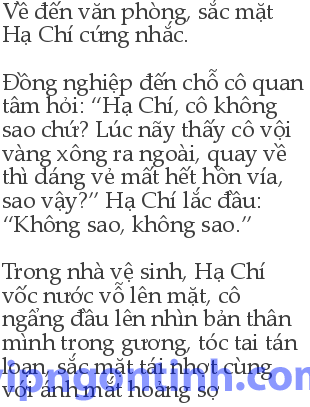 Về đến văn phòng, sắc mặt
Hạ Chí cứng nhắc.
Đồng nghiệp đến chỗ cô quan
tâm hỏi: “Hạ Chí, cô không
sao chứ? Lúc nãy thấy cô vội
vàng xông ra ngoài, quay về
thì dáng vẻ mất hết hồn vía,
sao vậy?” Hạ Chí lắc đầu:
“Không sao, không sao.”
Trong nhà vệ sinh, Hạ Chí
vốc nước vỗ lên mặt, cô
ngẩng đầu lên nhìn bản thân
mình trong gương, tóc tai tán
loạn, sắc mặt tái nhợt cùng
với ánh mắt hoảng sợ
vipngontinh.com